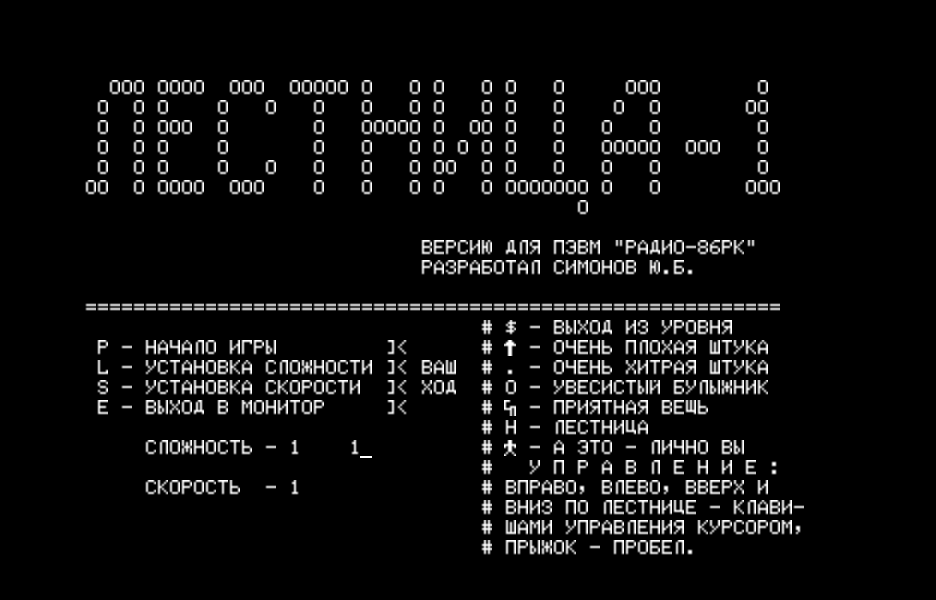 ЛЕСТНИЦА-1
ВЕРСИЮ ДЛЯ ПЭВМ "РАДИО-86РК"
РАЗРАБОТАЛ СИМОНОВ Ю.Б.
==========================================================
# $ - ВЫХОД ИЗ УРОВНЯ
P - НАЧАЛО ИГРЫ ]< # ↑ - ОЧЕНЬ ПЛОХАЯ ШТУКА
L - УСТАНОВКА СЛОЖНОСТИ ]< ВАШ # . - ОЧЕНЬ ХИТРАЯ ШТУКА
S - УСТАНОВКА СКОРОСТИ ]< ХОД # O - УВЕСИСТЫЙ БУЛЫЖНИК
E - ВЫХОД В МОНИТОР ]< # - ПРИЯТНАЯ ВЕЩЬ
# H - ЛЕСТНИЦА
СЛОЖНОСТЬ - 1 1_ # - А ЭТО - ЛИЧНО ВЫ
# У П Р А В Л Е Н И Е :
СКОРОСТЬ - 1 # ВПРАВО, ВЛЕВО, ВВЕРХ И
# ВНИЗ ПО ЛЕСТНИЦЕ - КЛАВИ-
# ШАМИ УПРАВЛЕНИЯ КУРСОРОМ,
# ПРЫЖОК - ПРОБЕЛ.